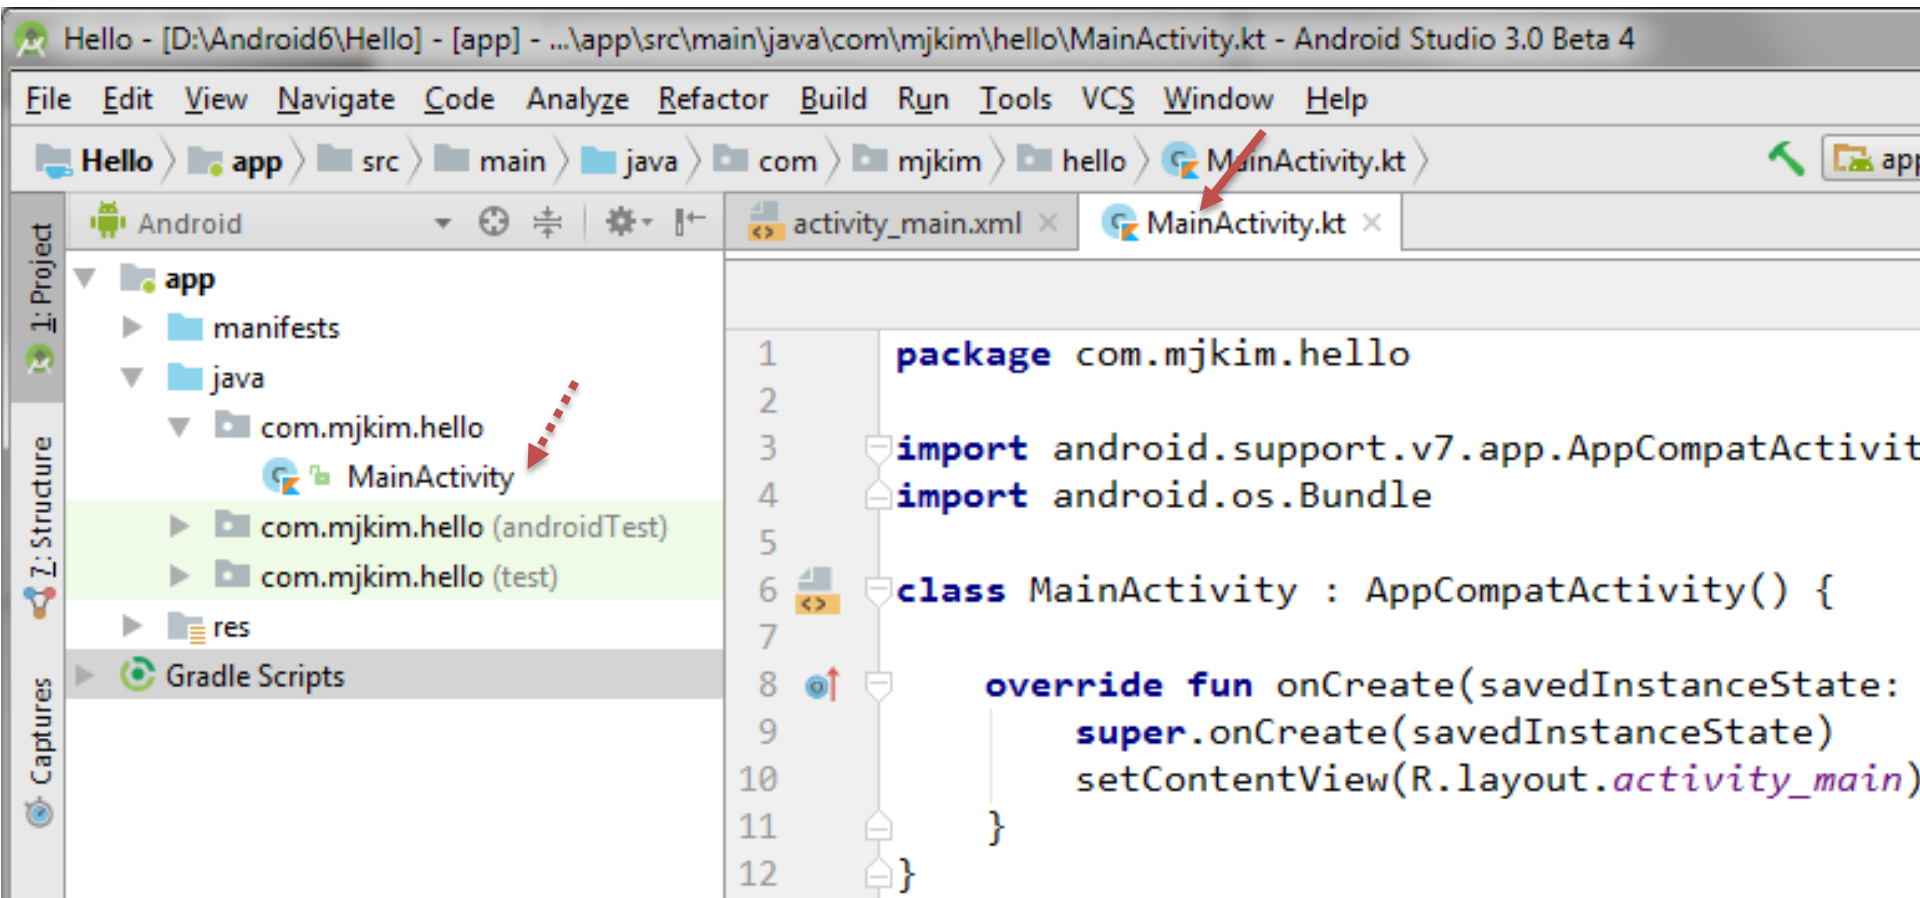 Hello - [D:\Android6\Hello] - [app] - ...\app\src\main\java\com\mjkim\hello\MainActivity.kt - Android Studio 3.0 Beta 4
File Edit View Navigate Code Analyze Refactor Build Run Tools VCS Window Help
Hello app src main java com mjkim hello MainActivity.kt app
1: Project
7: Structure
Captures
Android
app
manifests
java
com.mjkim.hello
MainActivity
com.mjkim.hello (androidTest)
com.mjkim.hello (test)
res
Gradle Scripts
activity_main.xml MainActivity.kt
1 package com.mjkim.hello
2
3 import android.support.v7.app.AppCompatActivit
4 import android.os.Bundle
5
6 class MainActivity : AppCompatActivity() {
7
8 override fun onCreate(savedInstanceState:
9 super.onCreate(savedInstanceState)
10 setContentView(R.layout.activity_main)
11 }
12 }